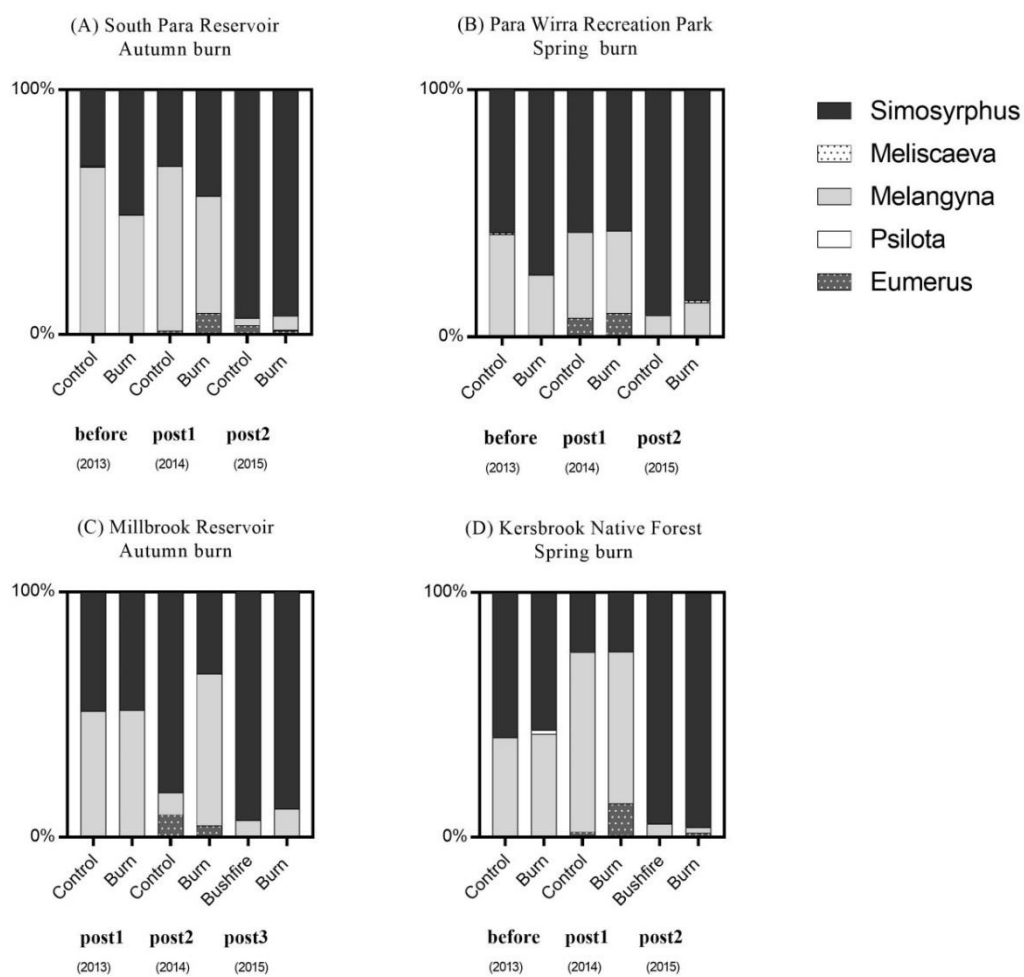 (A) South Para Reservoir
Autumn burn
100%
0%
Control
Burn
Control
Burn
Control
Burn
before post1 post2
(2013) (2014) (2015)
(B) Para Wirra Recreation Park
Spring burn
100%
0%
Control
Burn
Control
Burn
Control
Burn
before post1 post2
(2013) (2014) (2015)
Simosyrphus
Meliscaeva
Melangyna
Psilota
Eumerus
(C) Millbrook Reservoir
Autumn burn
100%
0%
Control
Burn
Control
Burn
Bushfire
Burn
post1 post2 post3
(2013) (2014) (2015)
(D) Kersbrook Native Forest
Spring burn
100%
0%
Control
Burn
Control
Burn
Bushfire
Burn
before post1 post2
(2013) (2014) (2015)